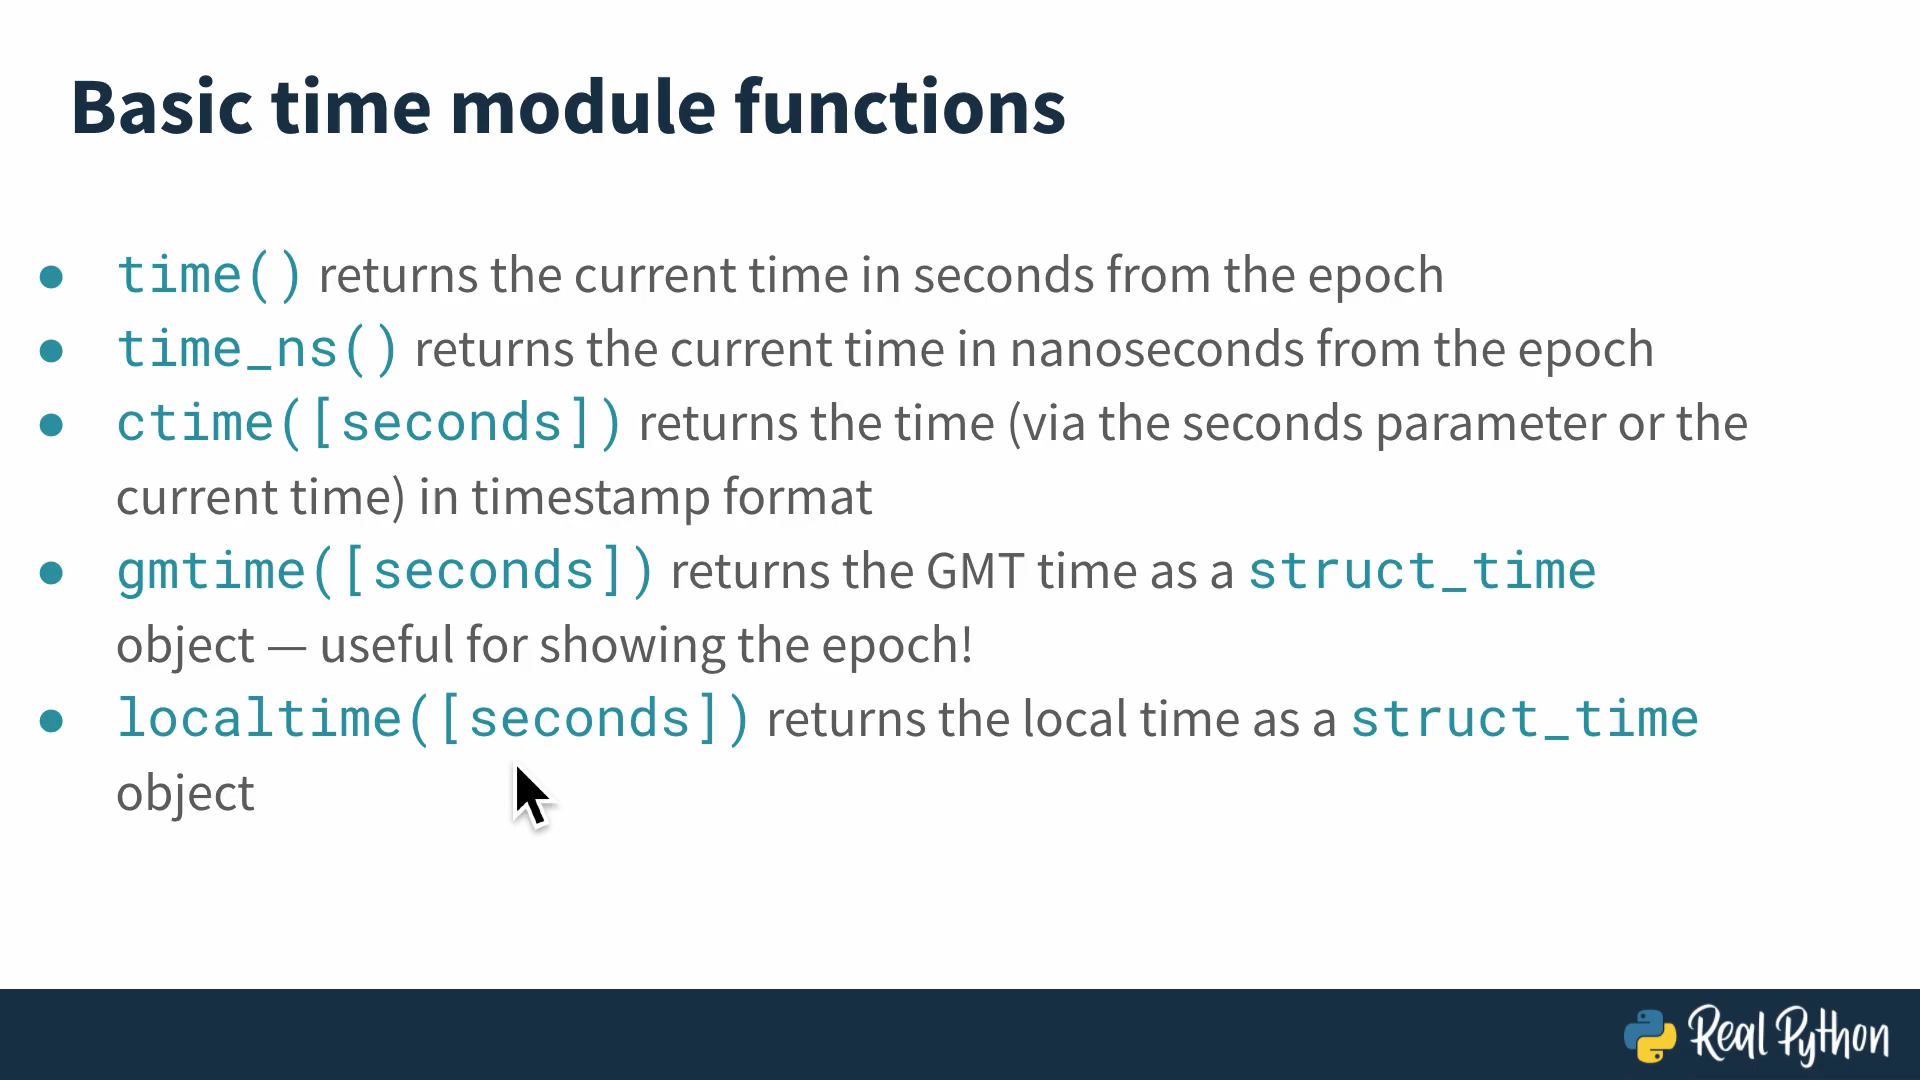 Basic time module functions
● time() returns the current time in seconds from the epoch
● time_ns() returns the current time in nanoseconds from the epoch
● ctime([seconds]) returns the time (via the seconds parameter or the
current time) in timestamp format
● gmtime([seconds]) returns the GMT time as a struct_time
object — useful for showing the epoch!
● localtime([seconds]) returns the local time as a struct_time
object
Real Python